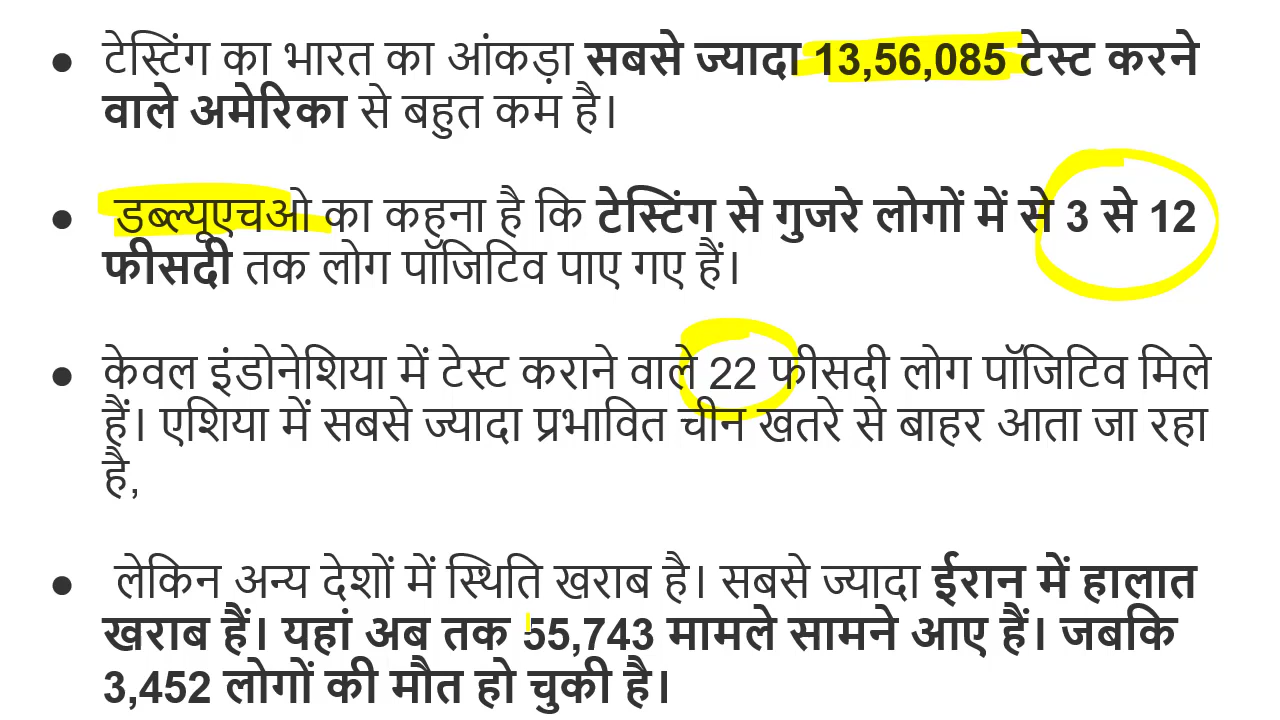 • टेस्टिंग का भारत का आंकड़ा सबसे ज्यादा 13,56,085 टेस्ट करने
वाले अमेरिका से बहुत कम है।
• डब्ल्यूएचओ का कहना है कि टेस्टिंग से गुजरे लोगों में से 3 से 12
फीसदी तक लोग पॉजिटिव पाए गए हैं।
• केवल इंडोनेशिया में टेस्ट कराने वाले 22 फीसदी लोग पॉजिटिव मिले
हैं। एशिया में सबसे ज्यादा प्रभावित चीन खतरे से बाहर आता जा रहा
है,
• लेकिन अन्य देशों में स्थिति खराब है। सबसे ज्यादा ईरान में हालात
खराब हैं। यहां अब तक 55,743 मामले सामने आए हैं। जबकि
3,452 लोगों की मौत हो चुकी है।